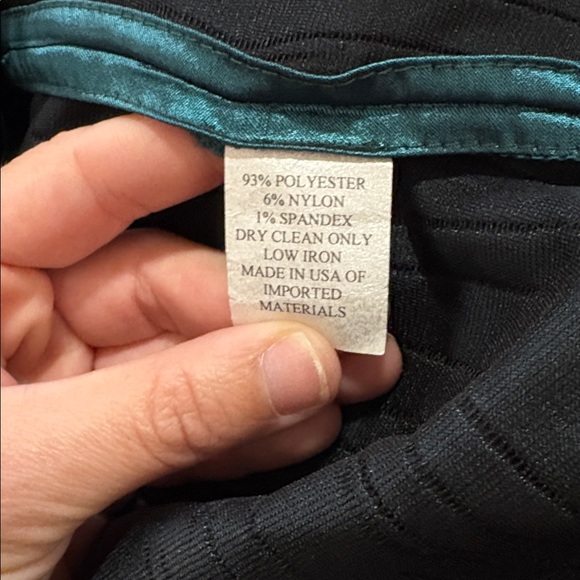 93% POLYESTER
6% NYLON
1% SPANDEX
DRY CLEAN ONLY
LOW IRON
MADE IN USA OF
IMPORTED
MATERIALS